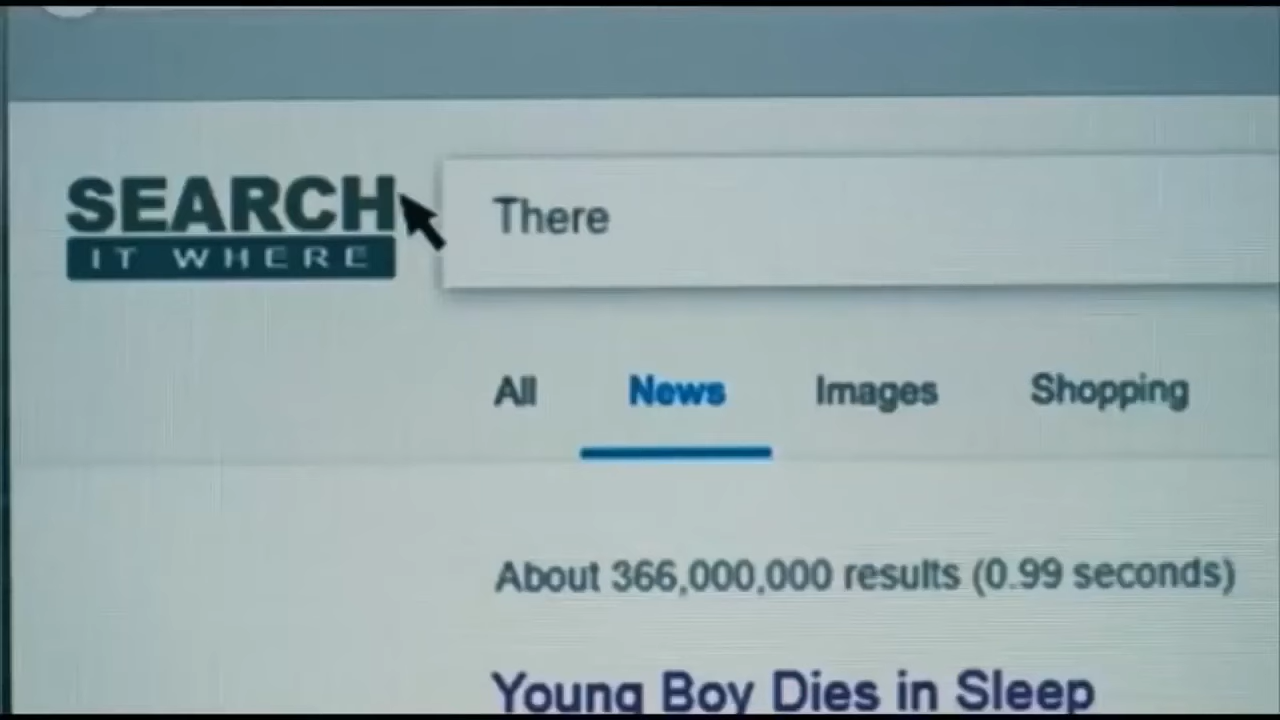 SEARCH
IT WHERE
There
All News Images Shopping
About 366,000,000 results (0.99 seconds)
Young Boy Dies in Sleep